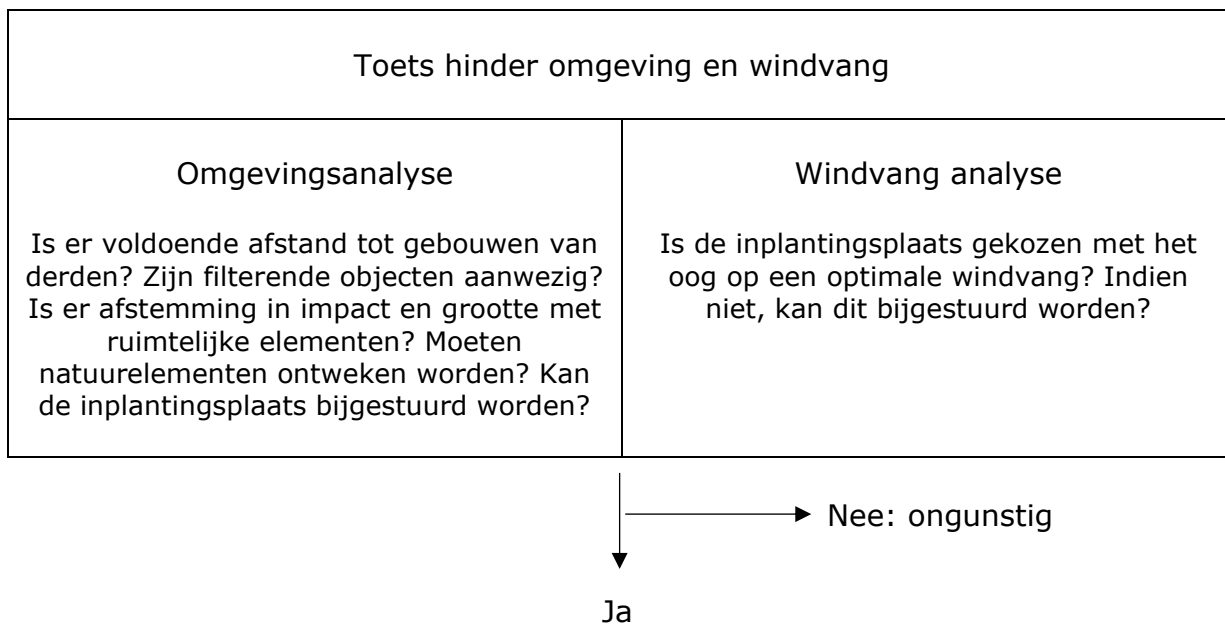 Toets hinder omgeving en windvang
Omgevingsanalyse
Is er voldoende afstand tot gebouwen van
derden? Zijn filterende objecten aanwezig?
Is er afstemming in impact en grootte met
ruimtelijke elementen? Moeten
natuurelementen ontweken worden? Kan
de inplantingsplaats bijgestuurd worden?
Windvang analyse
Is de inplantingsplaats gekozen met het
oog op een optimale windvang? Indien
niet, kan dit bijgestuurd worden?
Nee: ongunstig
Ja